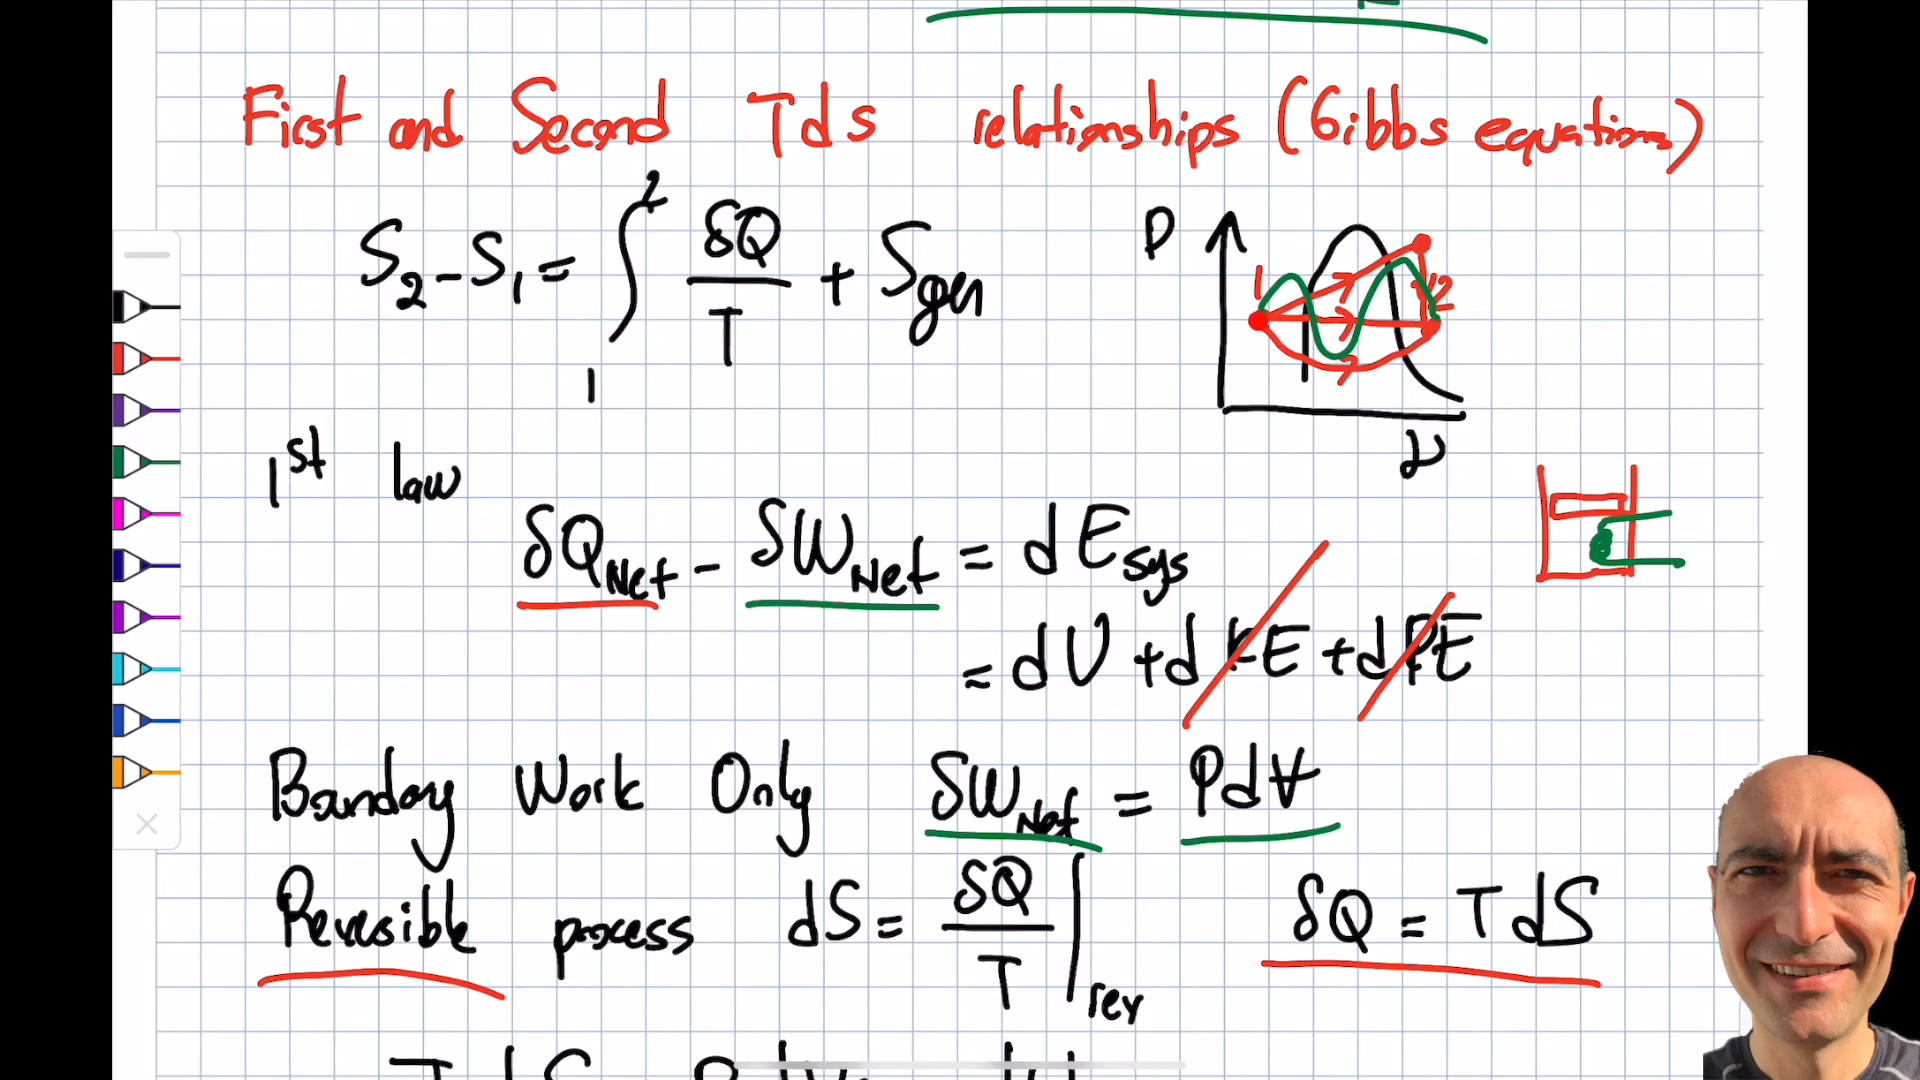 First and Second Tds relationships (Gibbs equations)
S₂ - S₁ = ∫₁² δQ/T + Sgen
P
1
2
ν
1st law
δQNet - δWNet = dEsys
= dU + dKE + dPE
Boundary Work Only δWNet = PdV
Reversible process dS = δQ/T |rev δQ = TdS